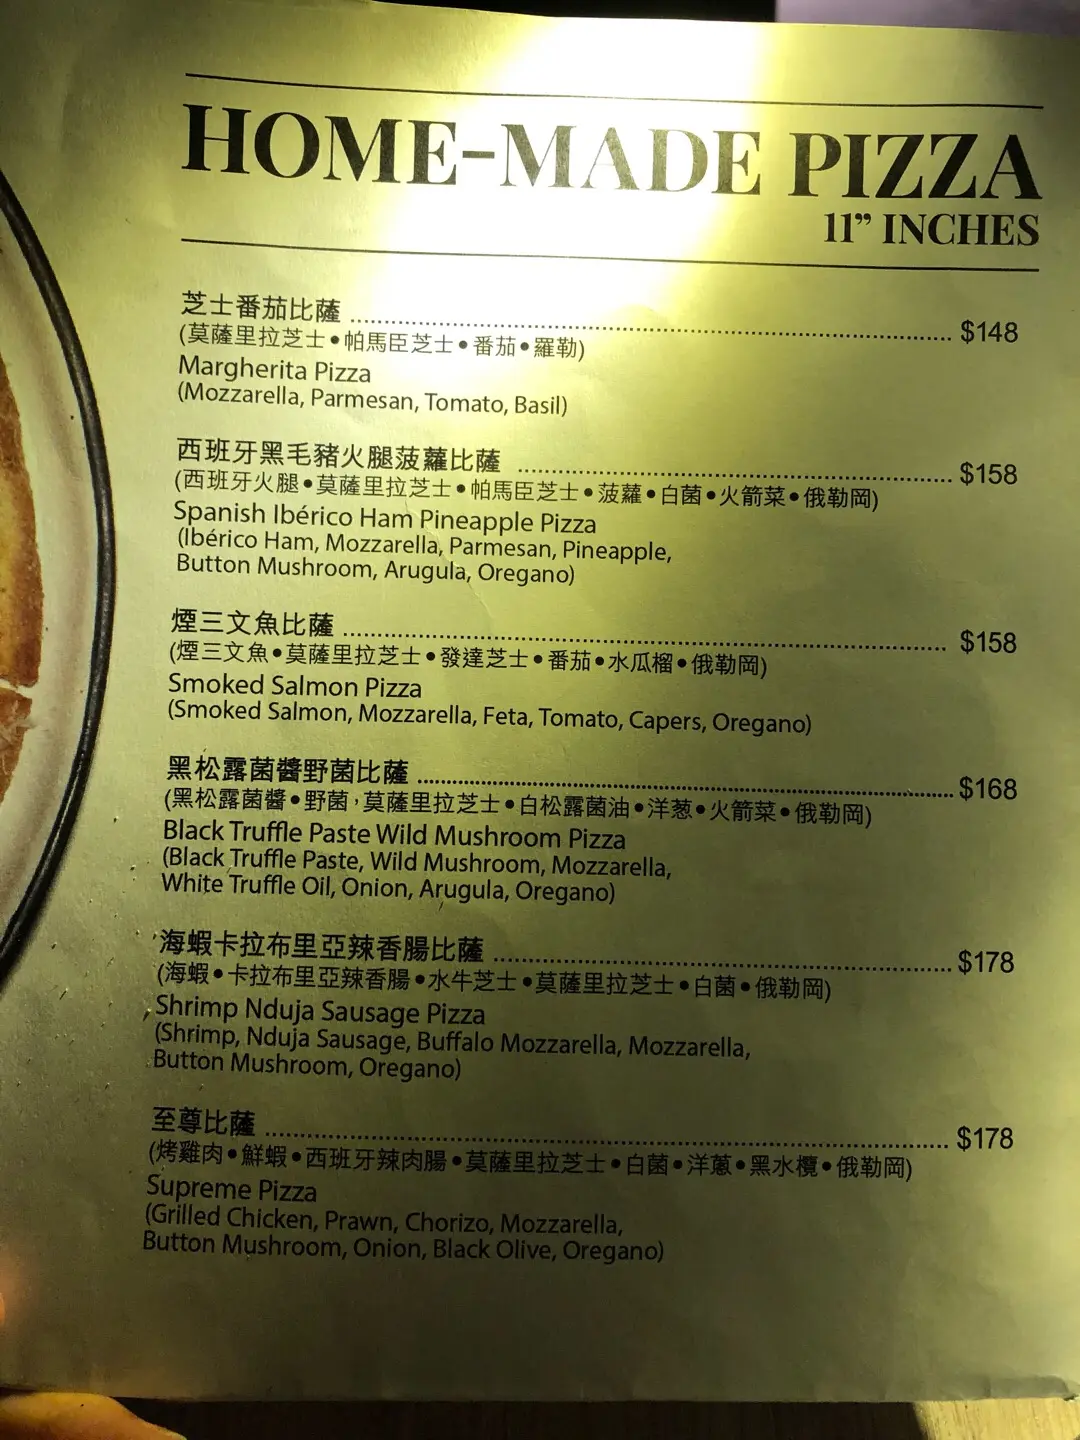 HOME-MADE PIZZA
11” INCHES
芝士番茄比薩 $148
(莫薩里拉芝士•帕馬臣芝士•番茄•羅勒)
Margherita Pizza
(Mozzarella, Parmesan, Tomato, Basil)
西班牙黑毛豬火腿菠蘿比薩 $158
(西班牙火腿•莫薩里拉芝士•帕馬臣芝士•菠蘿•白菌•火箭菜•俄勒岡)
Spanish Ibérico Ham Pineapple Pizza
(Ibérico Ham, Mozzarella, Parmesan, Pineapple,
Button Mushroom, Arugula, Oregano)
煙三文魚比薩 $158
(煙三文魚•莫薩里拉芝士•發達芝士•番茄•水瓜榴•俄勒岡)
Smoked Salmon Pizza
(Smoked Salmon, Mozzarella, Feta, Tomato, Capers, Oregano)
黑松露菌醬野菌比薩 $168
(黑松露菌醬•野菌，莫薩里拉芝士•白松露菌油•洋葱•火箭菜•俄勒岡)
Black Truffle Paste Wild Mushroom Pizza
(Black Truffle Paste, Wild Mushroom, Mozzarella,
White Truffle Oil, Onion, Arugula, Oregano)
海蝦卡拉布里亞辣香腸比薩 $178
(海蝦•卡拉布里亞辣香腸•水牛芝士•莫薩里拉芝士•白菌•俄勒岡)
Shrimp Nduja Sausage Pizza
(Shrimp, Nduja Sausage, Buffalo Mozzarella, Mozzarella,
Button Mushroom, Oregano)
至尊比薩 $178
(烤雞肉•鮮蝦•西班牙辣肉腸•莫薩里拉芝士•白菌•洋蔥•黑水欖•俄勒岡)
Supreme Pizza
(Grilled Chicken, Prawn, Chorizo, Mozzarella,
Button Mushroom, Onion, Black Olive, Oregano)